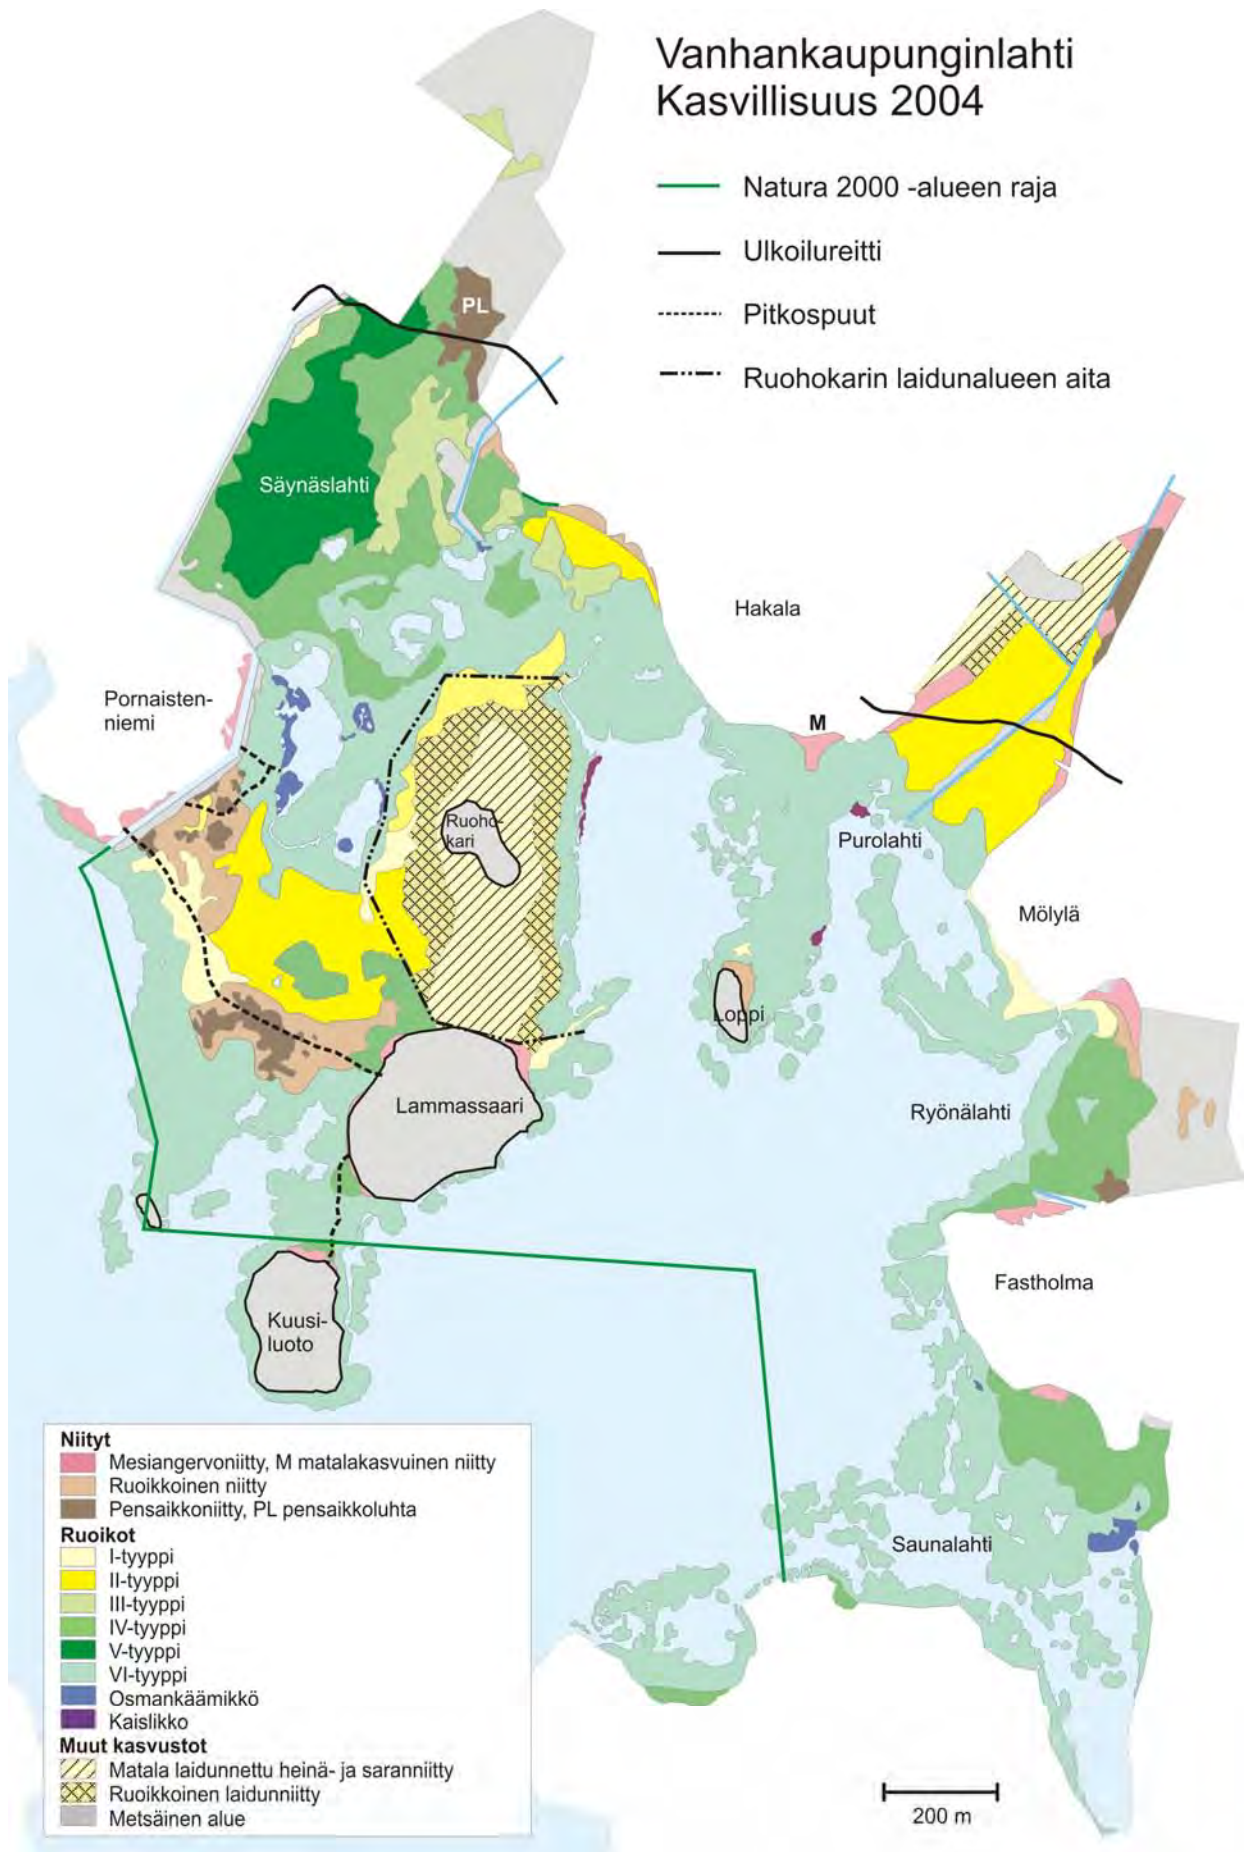 Vanhankaupunginlahti
Kasvillisuus 2004
Natura 2000 -alueen raja
Ulkoilureitti
Pitkospuut
Ruohokarin laidunalueen aita
PL
Säynäslahti
Hakala
Pornaisten-
niemi
M
Ruoho-
kari
Purolahti
Mölylä
Loppi
Lammassaari
Ryönälahti
Fastholma
Kuusi-
luoto
Saunalahti
Niityt
Mesiangervoniitty, M matalakasvuinen niitty
Ruoikkoinen niitty
Pensaikkoniitty, PL pensaikkoluhta
Ruoikot
I-tyyppi
II-tyyppi
III-tyyppi
IV-tyyppi
V-tyyppi
VI-tyyppi
Osmankäämikkö
Kaislikko
Muut kasvustot
Matala laidunnettu heinä- ja saranniitty
Ruoikkoinen laidunniitty
Metsäinen alue
200 m